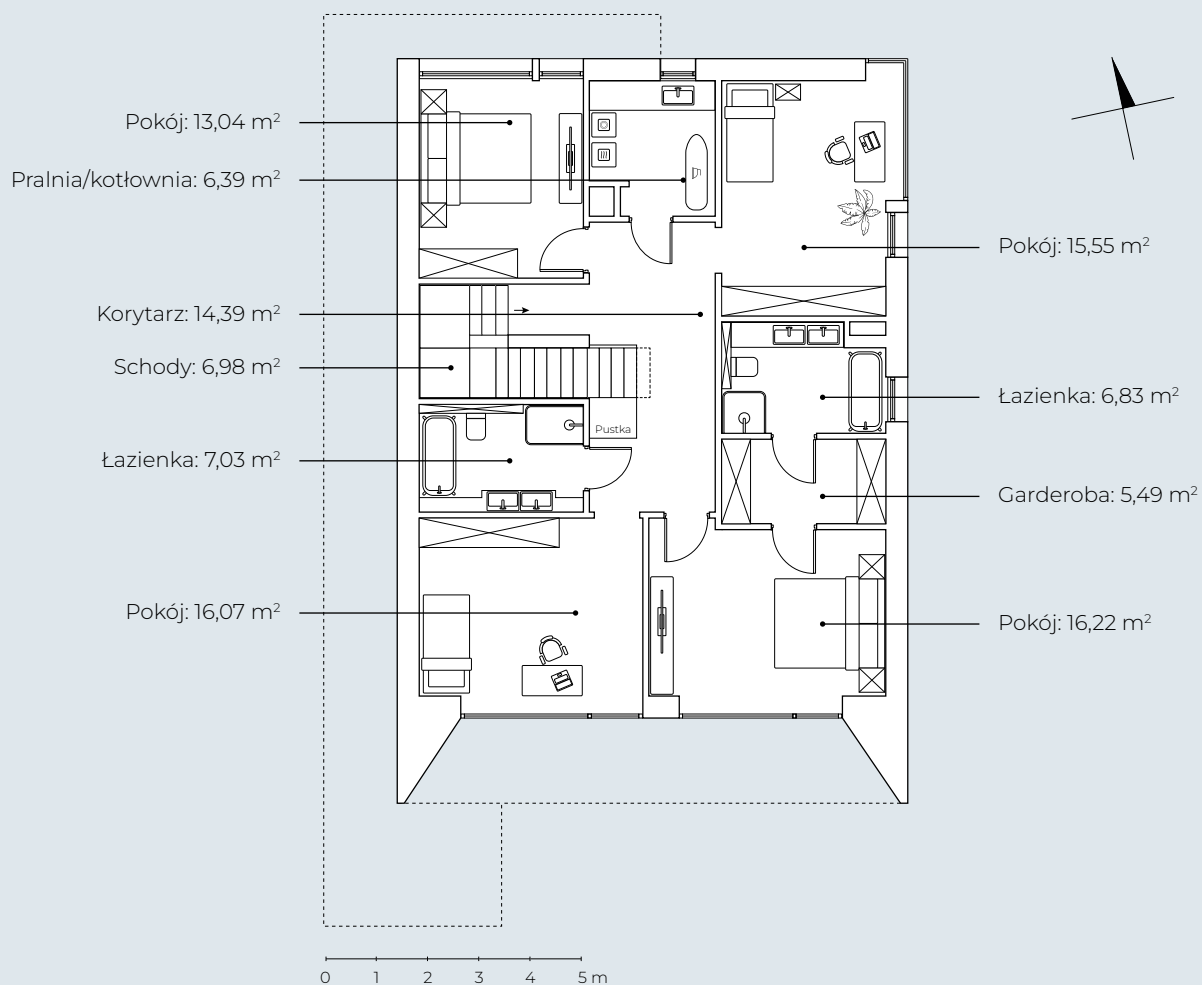 Pokój: 13,04 m²
Pralnia/kotłownia: 6,39 m²
Korytarz: 14,39 m²
Schody: 6,98 m²
Łazienka: 7,03 m²
Pokój: 16,07 m²
Pustka
Pokój: 15,55 m²
Łazienka: 6,83 m²
Garderoba: 5,49 m²
Pokój: 16,22 m²
0 1 2 3 4 5 m